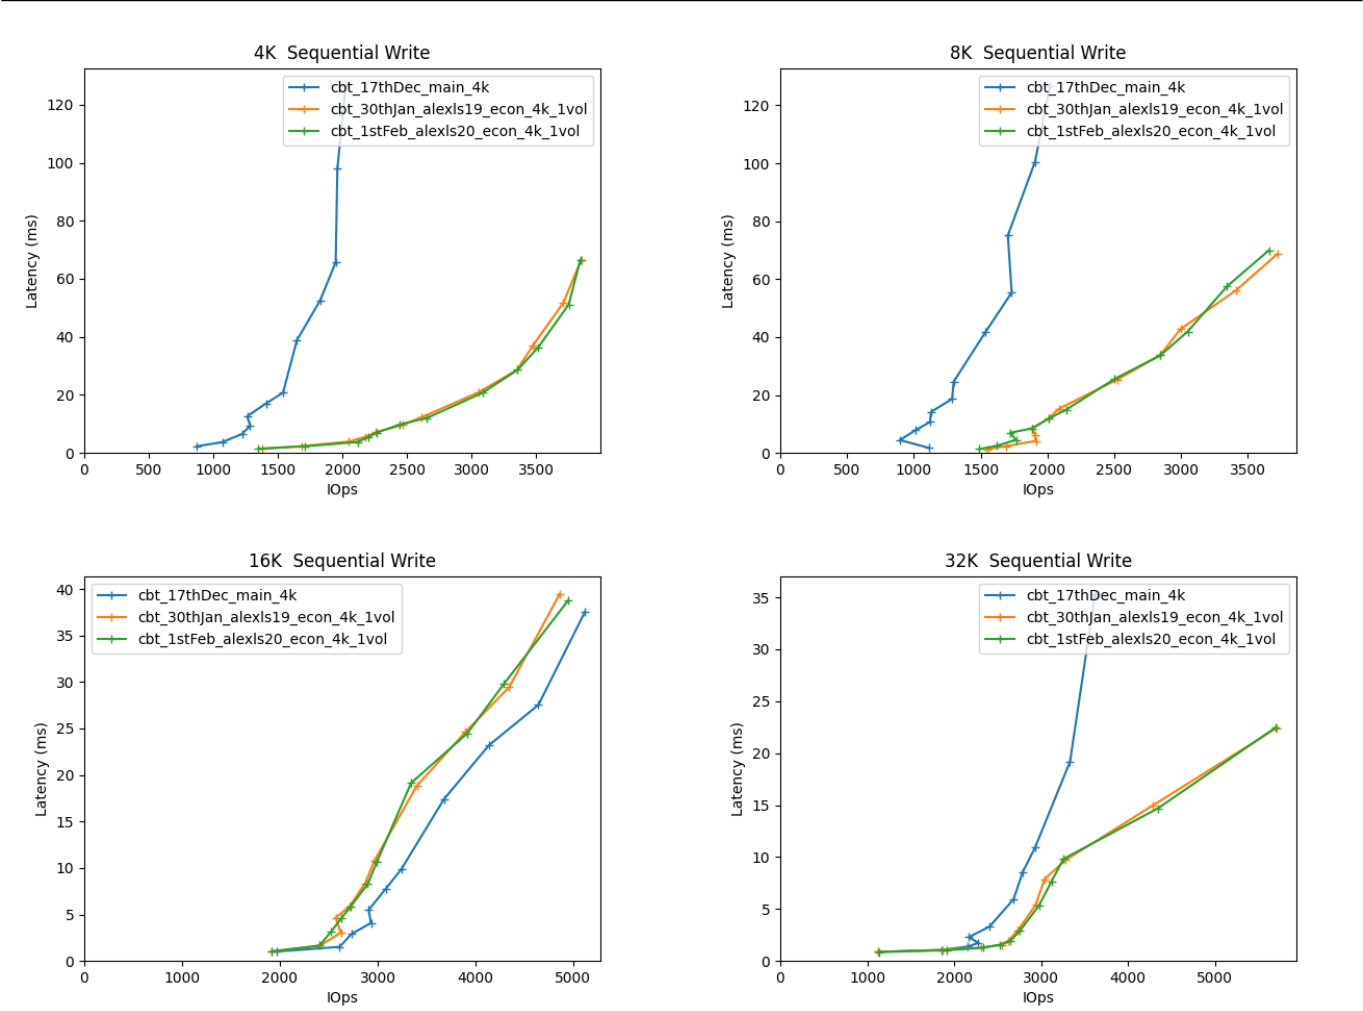 4K  Sequential Write
cbt_17thDec_main_4k
cbt_30thJan_alexls19_econ_4k_1vol
cbt_1stFeb_alexls20_econ_4k_1vol
120
100
80
60
40
20
0
Latency (ms)
0 500 1000 1500 2000 2500 3000 3500
IOps
8K  Sequential Write
cbt_17thDec_main_4k
cbt_30thJan_alexls19_econ_4k_1vol
cbt_1stFeb_alexls20_econ_4k_1vol
120
100
80
60
40
20
0
Latency (ms)
0 500 1000 1500 2000 2500 3000 3500
IOps
16K  Sequential Write
cbt_17thDec_main_4k
cbt_30thJan_alexls19_econ_4k_1vol
cbt_1stFeb_alexls20_econ_4k_1vol
40
35
30
25
20
15
10
5
0
Latency (ms)
0 1000 2000 3000 4000 5000
IOps
32K  Sequential Write
cbt_17thDec_main_4k
cbt_30thJan_alexls19_econ_4k_1vol
cbt_1stFeb_alexls20_econ_4k_1vol
35
30
25
20
15
10
5
0
Latency (ms)
0 1000 2000 3000 4000 5000
IOps